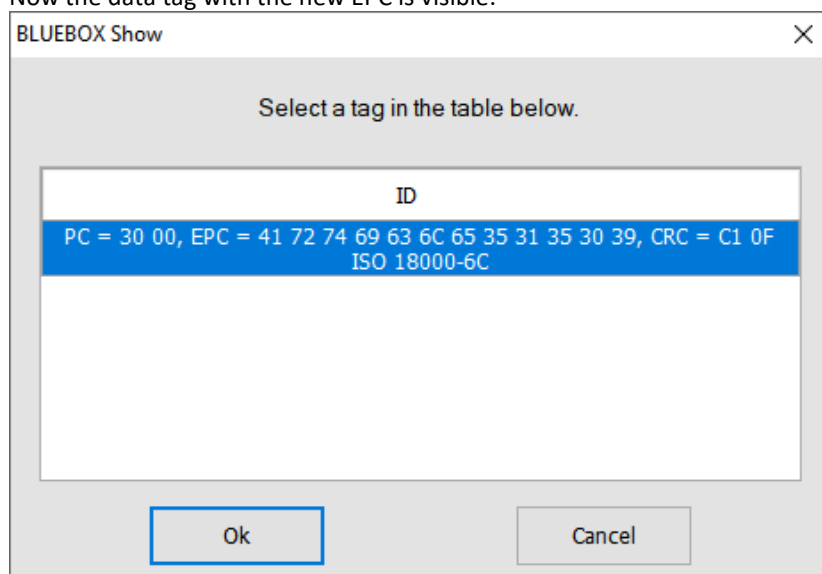 Now the data tag with the new EPC is visible:
BLUEBOX Show
Select a tag in the table below.
ID
PC = 30 00, EPC = 41 72 74 69 63 6C 65 35 31 35 30 39, CRC = C1 0F
ISO 18000-6C
Ok
Cancel